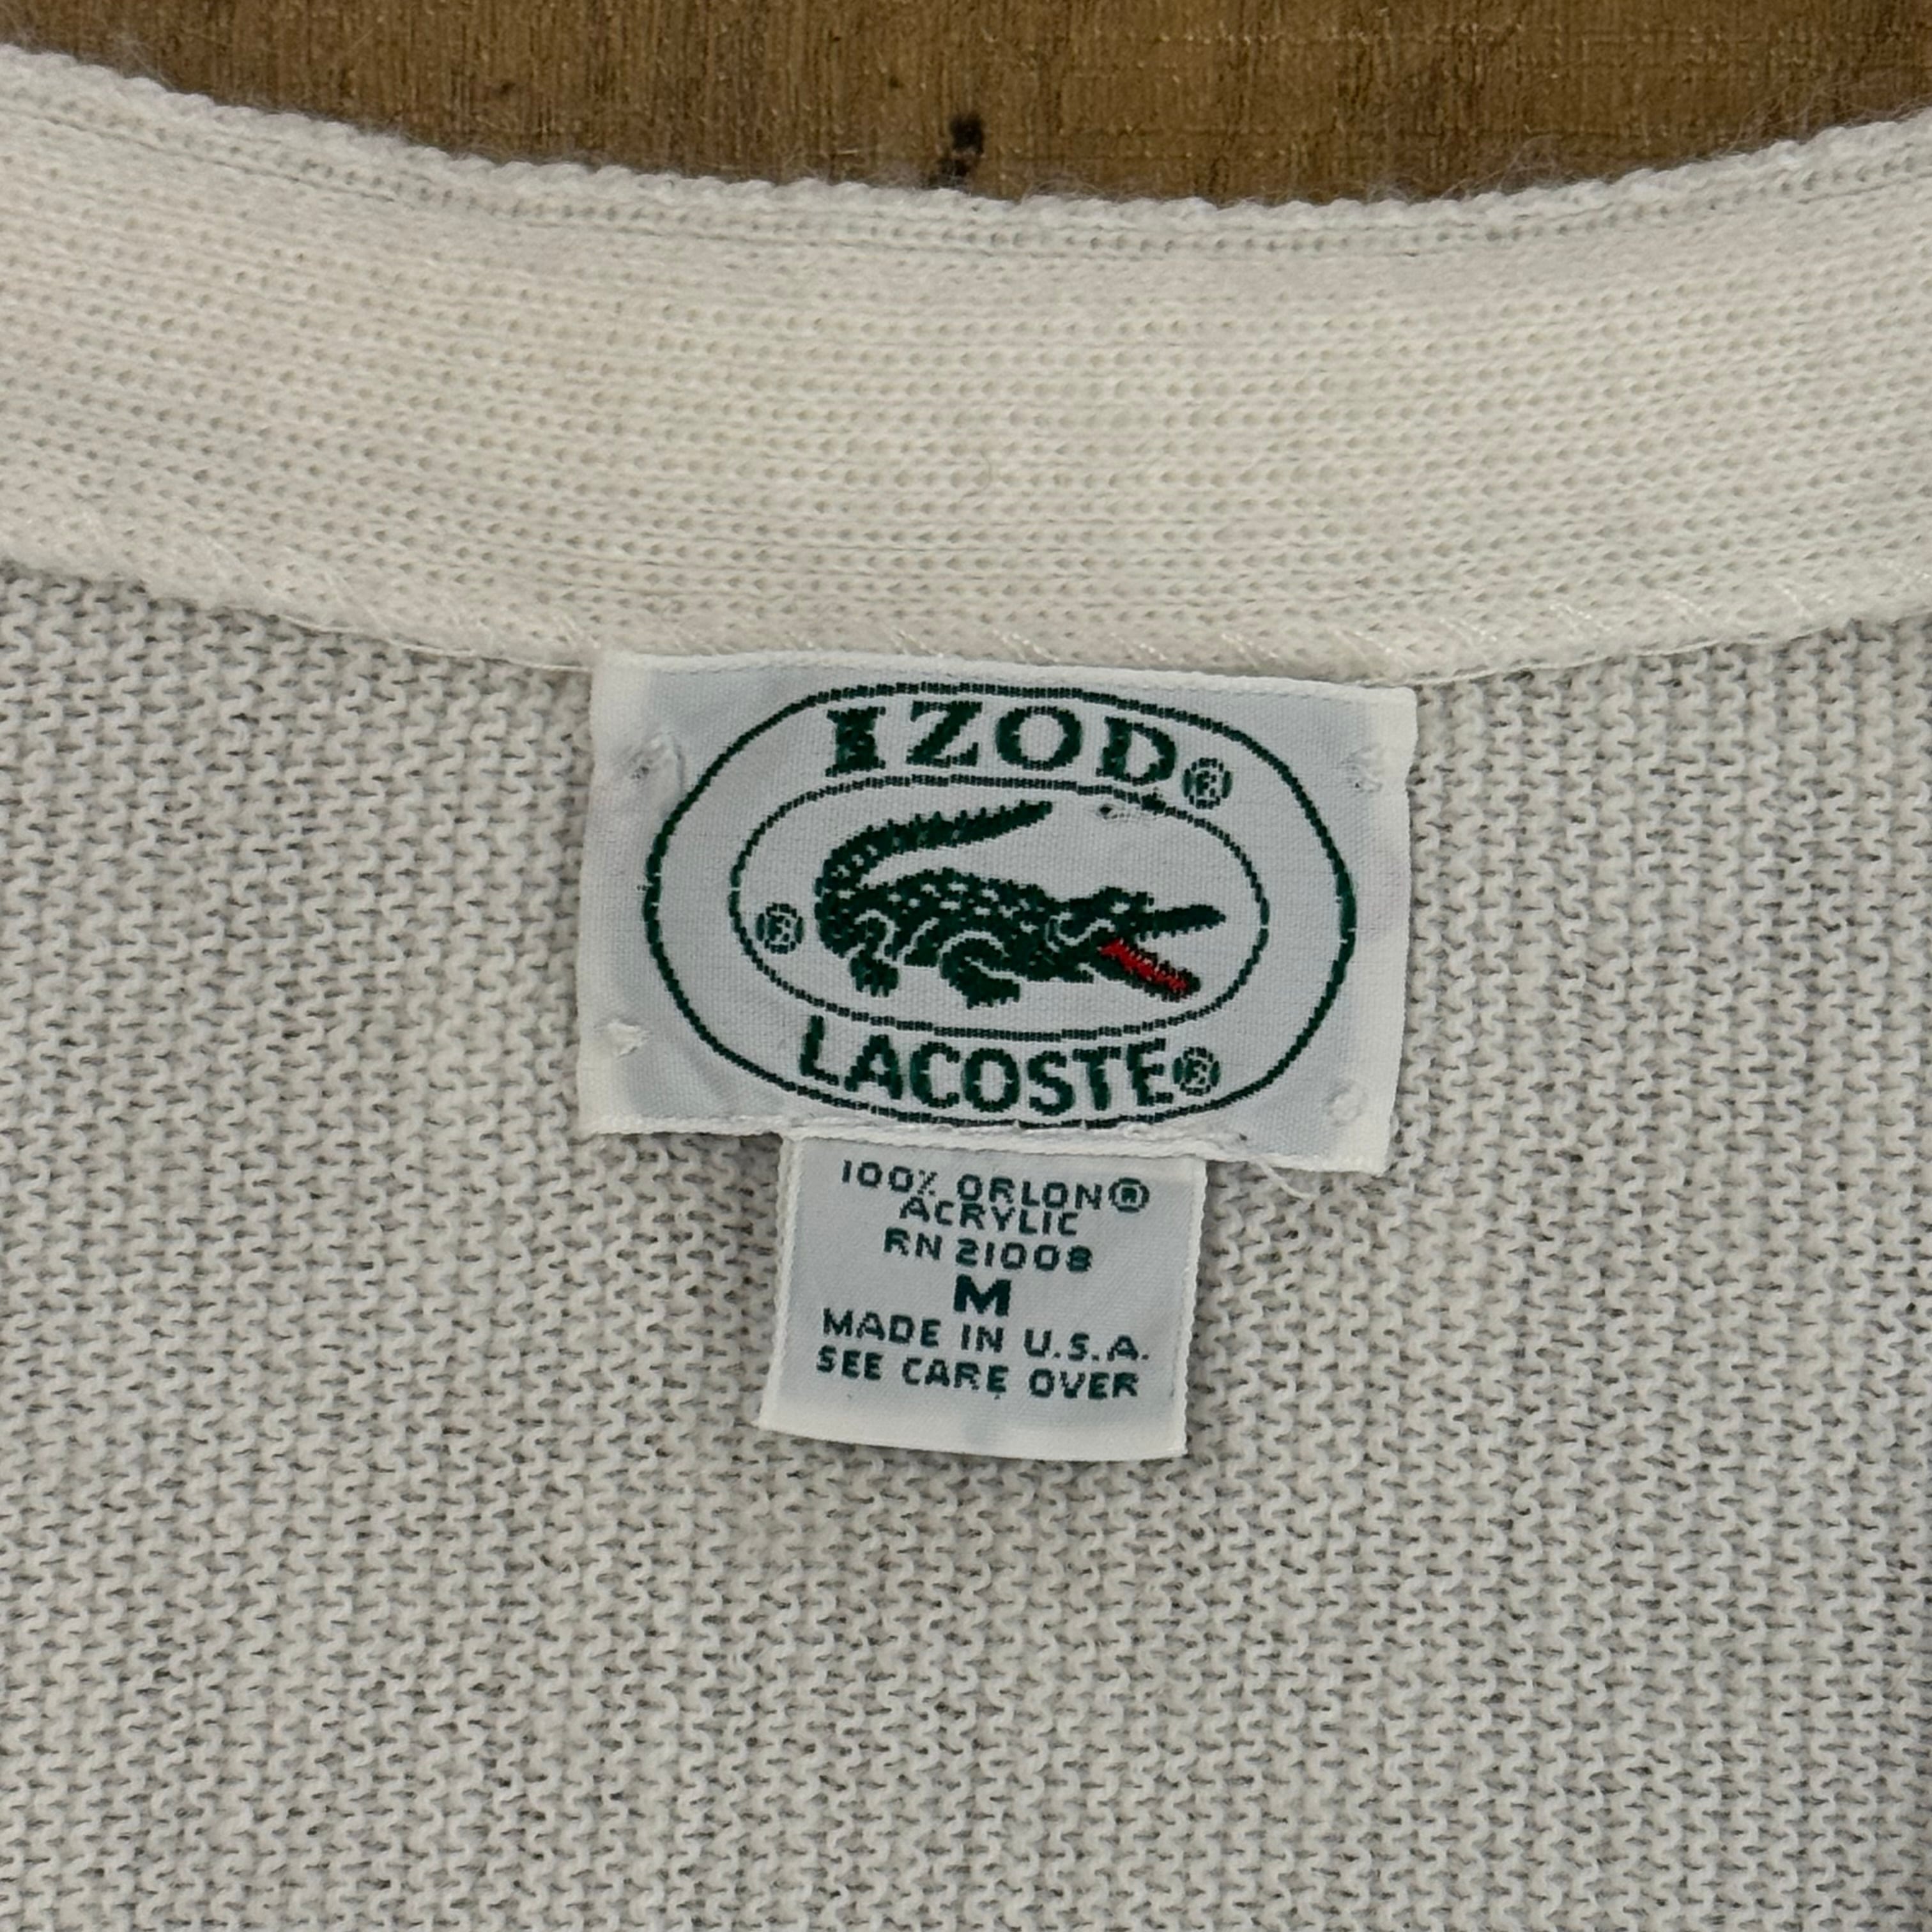 IZOD®
®
LACOSTE®
100% ORLON®
ACRYLIC
RN 21008
M
MADE IN U.S.A.
SEE CARE OVER